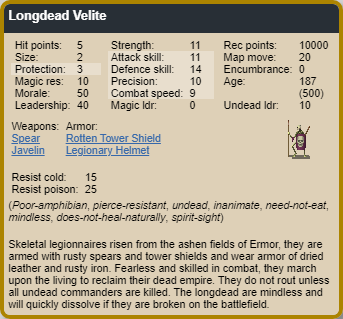 Longdead Velite
Hit points: 5 Strength: 11 Rec points: 10000
Size: 2 Attack skill: 11 Map move: 20
Protection: 3 Defence skill: 14 Encumbrance: 0
Magic res: 10 Precision: 10 Age: 187
Morale: 50 Combat speed: 9 (500)
Leadership: 40 Magic ldr: 0 Undead ldr: 10
Weapons: Armor:
Spear Rotten Tower Shield
Javelin Legionary Helmet
Resist cold: 15
Resist poison: 25
(Poor-amphibian, pierce-resistant, undead, inanimate, need-not-eat,
mindless, does-not-heal-naturally, spirit-sight)
Skeletal legionnaires risen from the ashen fields of Ermor, they are
armed with rusty spears and tower shields and wear armor of dried
leather and rusty iron. Fearless and skilled in combat, they march
upon the living to reclaim their dead empire. They do not rout unless
all undead commanders are killed. The longdead are mindless and
will quickly dissolve if they are broken on the battlefield.